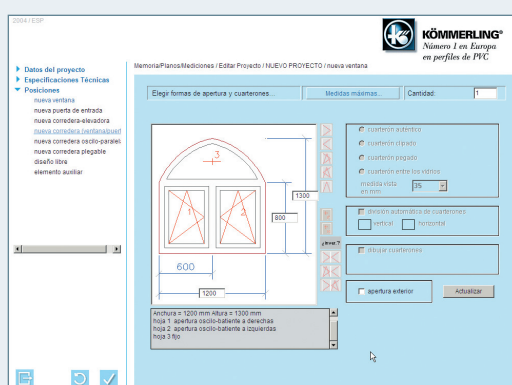 2004 / ESP
KÖMMERLING®
Número 1 en Europa
en perfiles de PVC
Datos del proyecto
Especificaciones Técnicas
Posiciones
nueva ventana
nueva puerta de entrada
nueva corredera-elevadora
nueva corredera (ventana/puert
nueva corredera oscilo-paralel
nueva corredera plegable
diseño libre
elemento auxiliar
Memoria/Planos/Mediciones / Editar Proyecto / NUEVO PROYECTO / nueva ventana
Elegir formas de apertura y cuarterones...
Medidas máximas...
Cantidad:
1
3
1
2
1300
800
600
1200
¿llevar ?
cuarterón auténtico
cuarterón clipado
cuarterón pegado
cuarterón entre los vidrios
medida vista
en mm
35
división automática de cuarterones
vertical
horizontal
dibujar cuarterones
apertura exterior
Actualizar
Anchura = 1200 mm Altura = 1300 mm
hoja 1 apertura oscilo-batiente a derechas
hoja 2 apertura oscilo-batiente a izquierdas
hoja 3 fijo